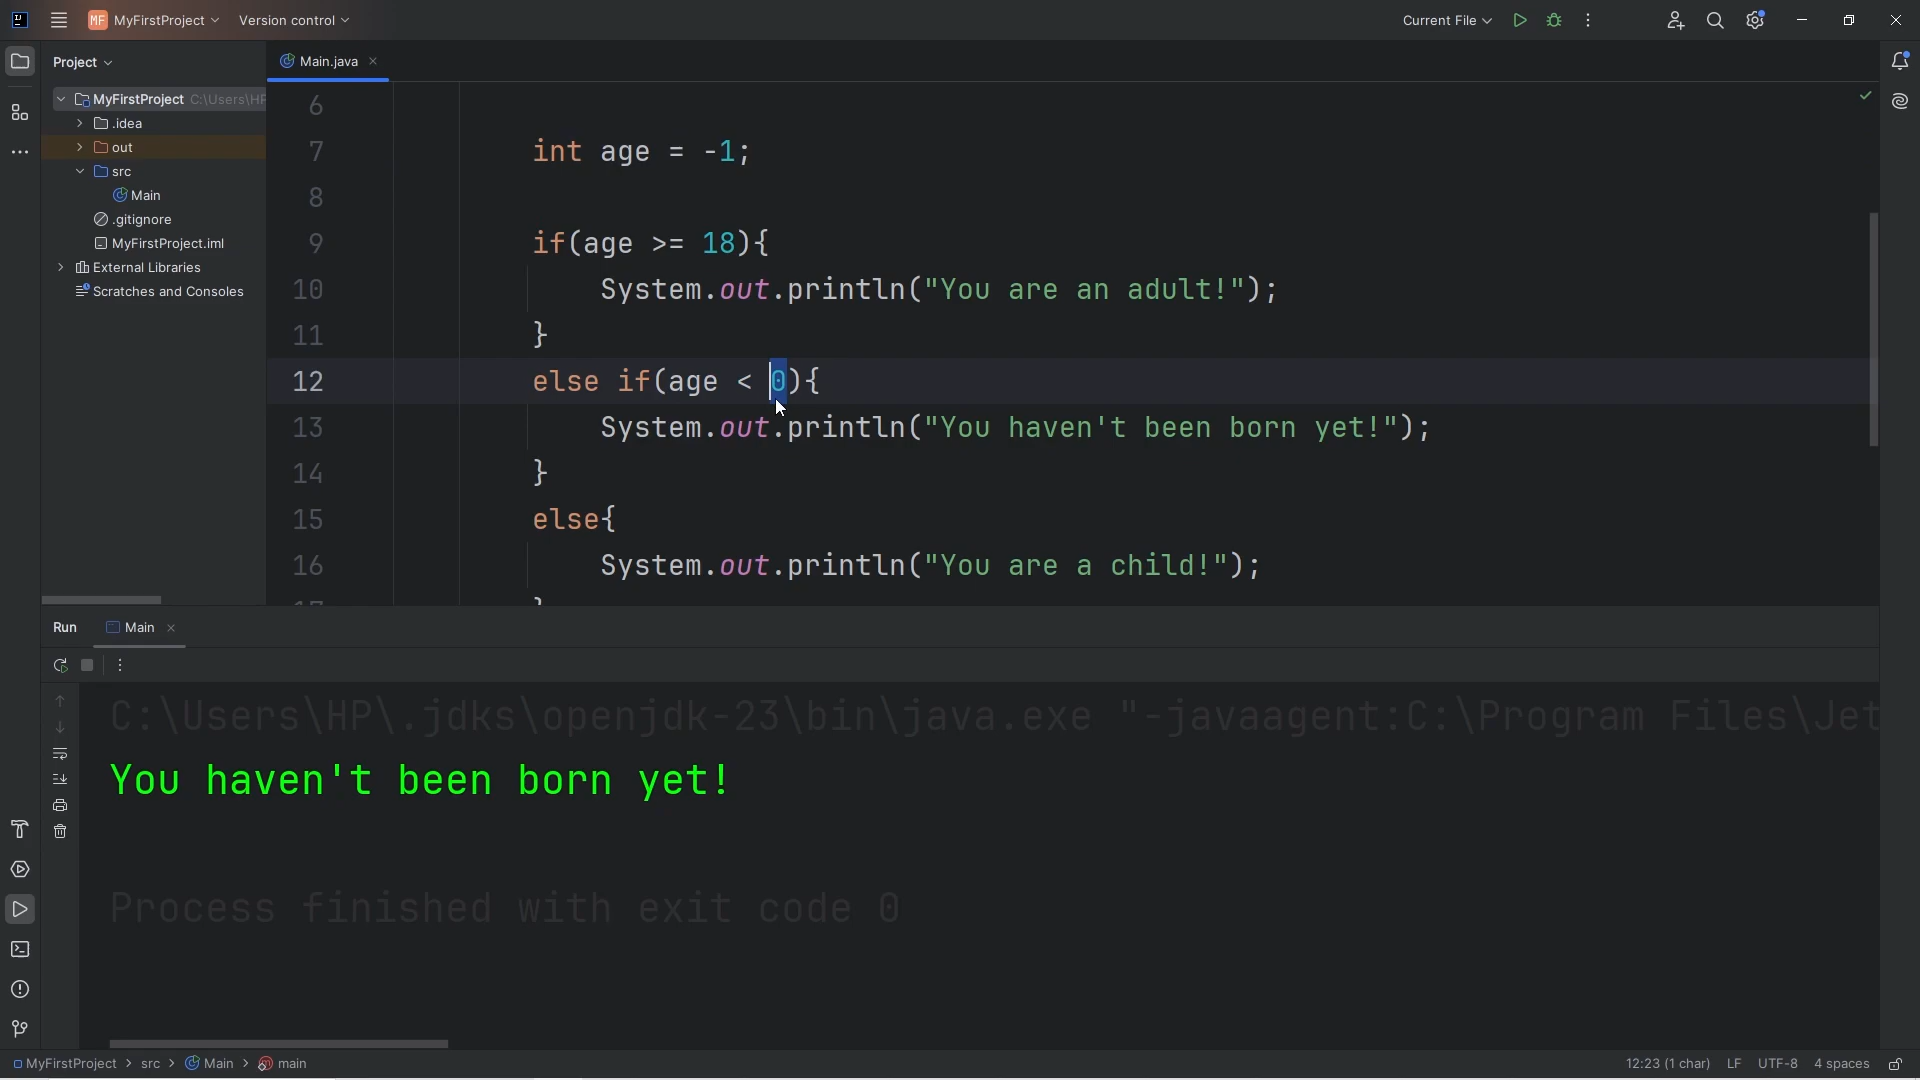 MF MyFirstProject Version control Current File
Project
Main.java
MyFirstProject C:\Users\HP
.idea
out
src
Main
.gitignore
MyFirstProject.iml
External Libraries
Scratches and Consoles
6
7 int age = -1;
8
9 if(age >= 18){
10 System.out.println("You are an adult!");
11 }
12 else if(age < 0){
13 System.out.println("You haven't been born yet!");
14 }
15 else{
16 System.out.println("You are a child!");
17 }
Run Main
C:\Users\HP\.jdks\openjdk-23\bin\java.exe "-javaagent:C:\Program Files\Jet
You haven't been born yet!
Process finished with exit code 0
MyFirstProject > src > Main > main 12:23 (1 char) LF UTF-8 4 spaces